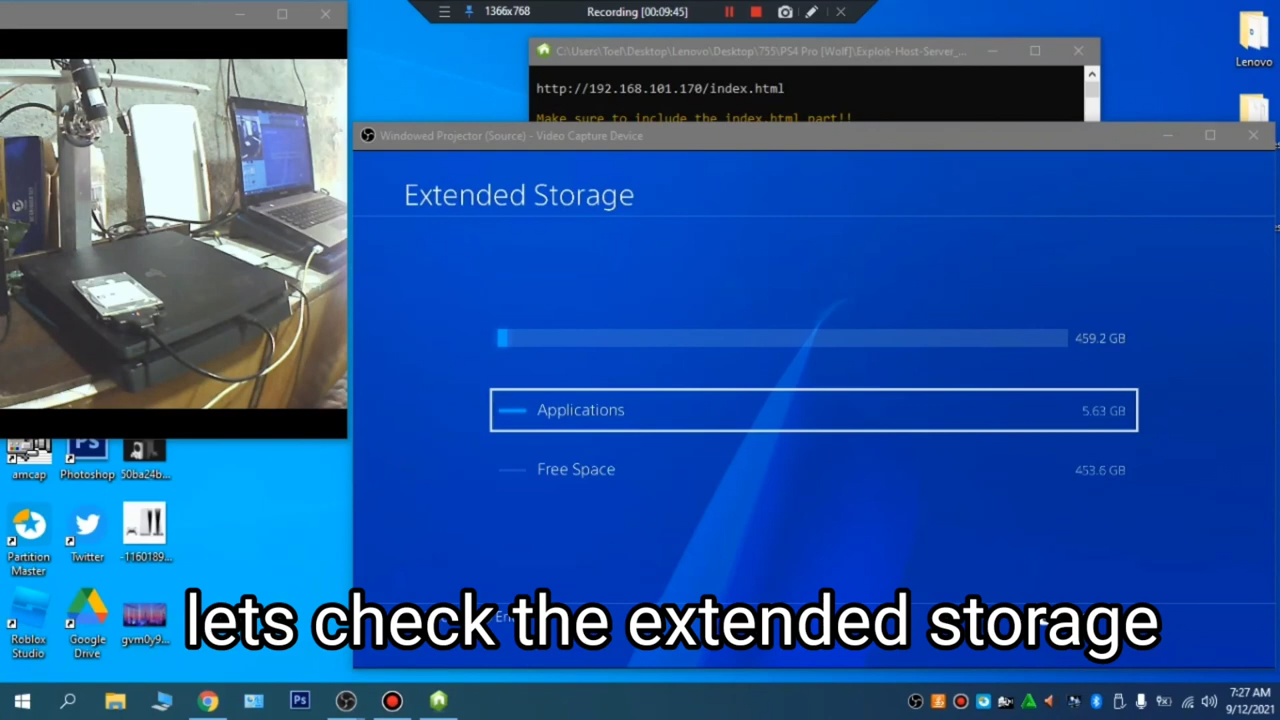 1366x768
Recording [00:09:45]
C:\Users\Toel\Desktop\Lenovo\Desktop\755\PS4 Pro [Wolf]\Exploit-Host-Server_...
http://192.168.101.170/index.html
Make sure to include the index.html part!!
Lenovo
Windowed Projector (Source) - Video Capture Device
Extended Storage
459.2 GB
Applications
5.63 GB
Free Space
453.6 GB
amcap
Photoshop
50ba24b...
Partition
Master
Twitter
-1160189...
Roblox
Studio
Google
Drive
gvm0y9...
lets check the extended storage
7:27 AM
9/12/2021